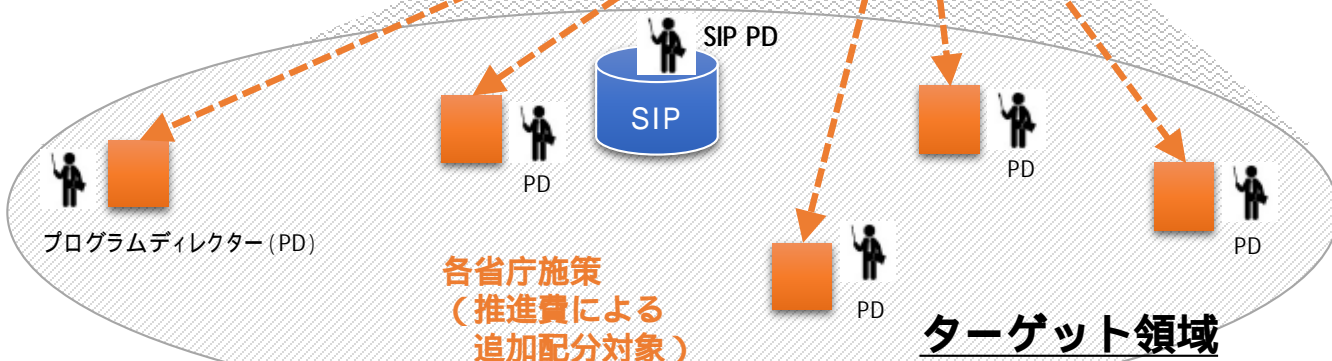 SIP PD
SIP
PD
PD
プログラムディレクター(PD)
PD
PD
各省庁施策
(推進費による
追加配分対象)
ターゲット領域